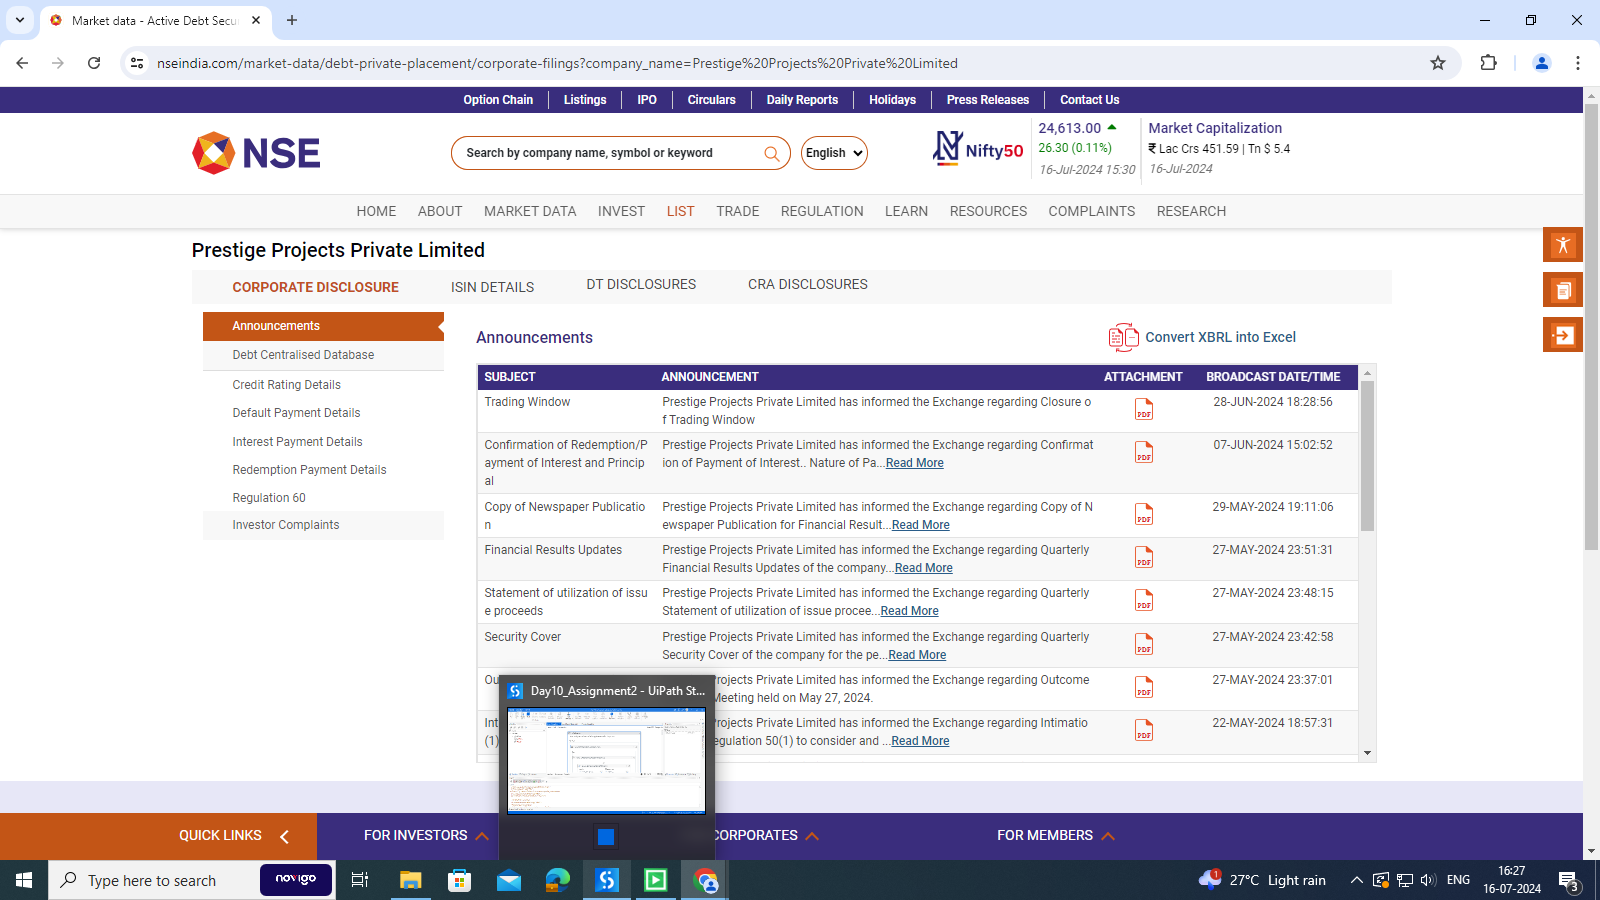 Market data - Active Debt Secu
nseindia.com/market-data/debt-private-placement/corporate-filings?company_name=Prestige%20Projects%20Private%20Limited
Option Chain
Listings
IPO
Circulars
Daily Reports
Holidays
Press Releases
Contact Us
NSE
Search by company name, symbol or keyword
English
Nifty50
24,613.00
26.30 (0.11%)
16-Jul-2024 15:30
Market Capitalization
₹ Lac Crs 451.59 | Tn $ 5.4
16-Jul-2024
HOME
ABOUT
MARKET DATA
INVEST
LIST
TRADE
REGULATION
LEARN
RESOURCES
COMPLAINTS
RESEARCH
Prestige Projects Private Limited
CORPORATE DISCLOSURE
ISIN DETAILS
DT DISCLOSURES
CRA DISCLOSURES
Announcements
Debt Centralised Database
Credit Rating Details
Default Payment Details
Interest Payment Details
Redemption Payment Details
Regulation 60
Investor Complaints
Announcements
Convert XBRL into Excel
SUBJECT
ANNOUNCEMENT
ATTACHMENT
BROADCAST DATE/TIME
Trading Window
Prestige Projects Private Limited has informed the Exchange regarding Closure o
f Trading Window
PDF
28-JUN-2024 18:28:56
Confirmation of Redemption/P
ayment of Interest and Princip
al
Prestige Projects Private Limited has informed the Exchange regarding Confirmat
ion of Payment of Interest.. Nature of Pa...Read More
PDF
07-JUN-2024 15:02:52
Copy of Newspaper Publicatio
n
Prestige Projects Private Limited has informed the Exchange regarding Copy of N
ewspaper Publication for Financial Result...Read More
PDF
29-MAY-2024 19:11:06
Financial Results Updates
Prestige Projects Private Limited has informed the Exchange regarding Quarterly
Financial Results Updates of the company...Read More
PDF
27-MAY-2024 23:51:31
Statement of utilization of issu
e proceeds
Prestige Projects Private Limited has informed the Exchange regarding Quarterly
Statement of utilization of issue procee...Read More
PDF
27-MAY-2024 23:48:15
Security Cover
Prestige Projects Private Limited has informed the Exchange regarding Quarterly
Security Cover of the company for the pe...Read More
PDF
27-MAY-2024 23:42:58
Ou
rojects Private Limited has informed the Exchange regarding Outcome
Meeting held on May 27, 2024.
PDF
27-MAY-2024 23:37:01
Int
(1)
rojects Private Limited has informed the Exchange regarding Intimatio
egulation 50(1) to consider and ...Read More
PDF
22-MAY-2024 18:57:31
Day10_Assignment2 - UiPath St...
QUICK LINKS
FOR INVESTORS
CORPORATES
FOR MEMBERS
Type here to search
novigo
1
27°C Light rain
ENG
16:27
16-07-2024
3